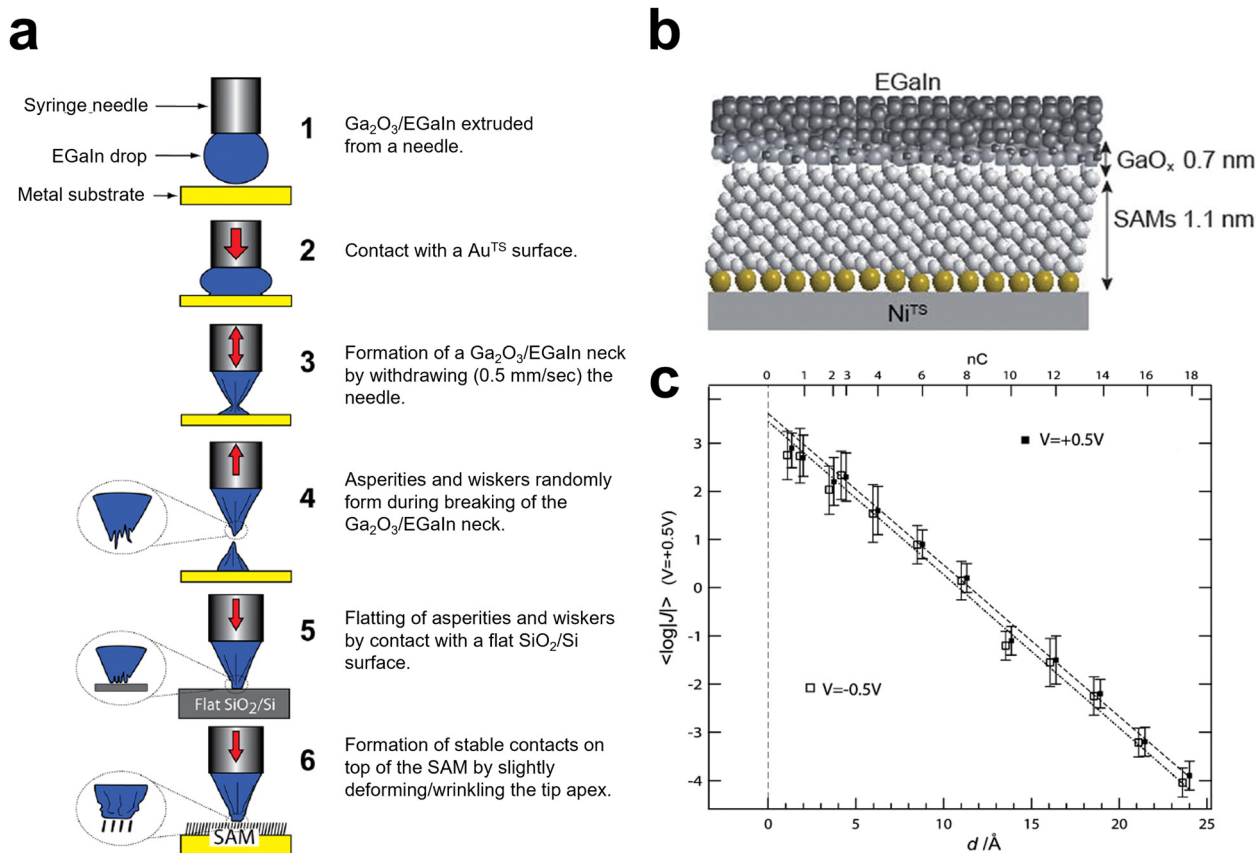 a
Syringe needle
EGaIn drop
Metal substrate
1
Ga₂O₃/EGaIn extruded
from a needle.
2
Contact with a Auᵀˢ surface.
3
Formation of a Ga₂O₃/EGaIn neck
by withdrawing (0.5 mm/sec) the
needle.
4
Asperities and wiskers randomly
form during breaking of the
Ga₂O₃/EGaIn neck.
5
Flatting of asperities and wiskers
by contact with a flat SiO₂/Si
surface.
Flat SiO₂/Si
6
Formation of stable contacts on
top of the SAM by slightly
deforming/wrinkling the tip apex.
SAM
b
EGaIn
GaOₓ 0.7 nm
SAMs 1.1 nm
Niᵀˢ
c
nC
0 1 2 3 4 6 8 10 12 14 16 18
V=+0.5V
V=-0.5V
<log|J|> (V=+0.5V)
3
2
1
0
-1
-2
-3
-4
0 5 10 15 20 25
d /Å